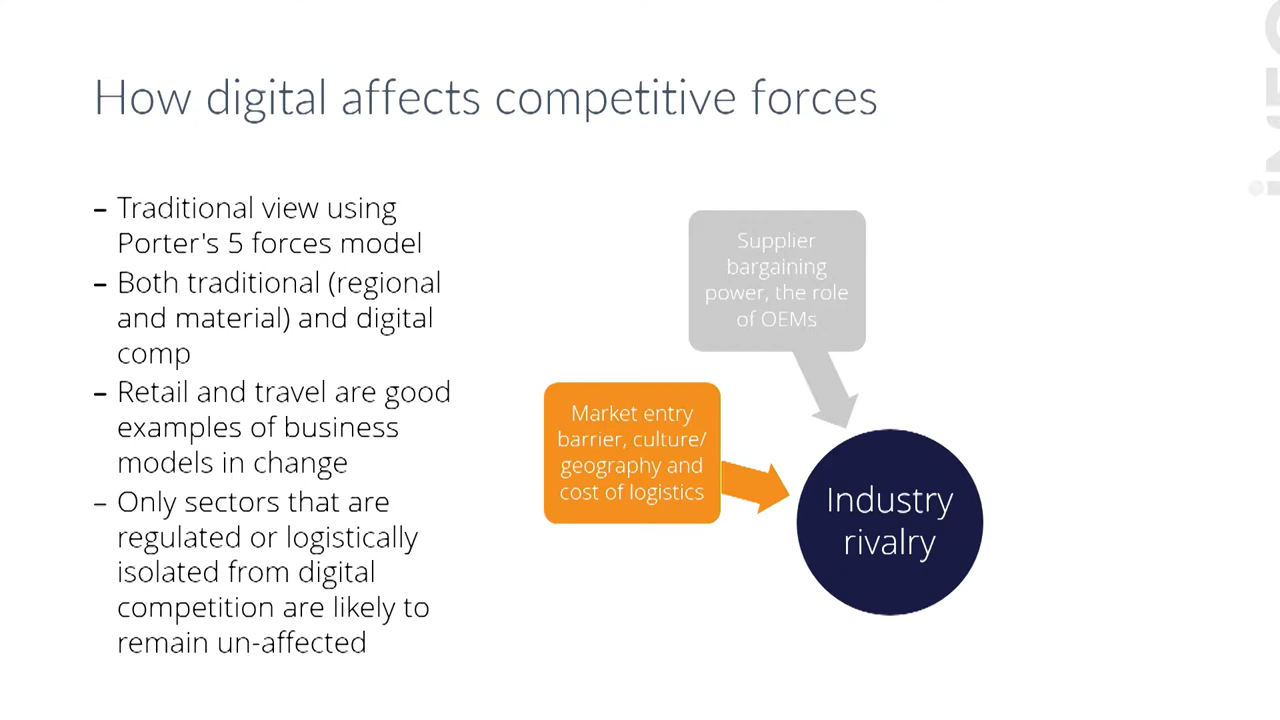 How digital affects competitive forces
– Traditional view using
Porter's 5 forces model
– Both traditional (regional
and material) and digital
comp
– Retail and travel are good
examples of business
models in change
– Only sectors that are
regulated or logistically
isolated from digital
competition are likely to
remain un-affected
Supplier
bargaining
power, the role
of OEMs
Market entry
barrier, culture/
geography and
cost of logistics
Industry
rivalry